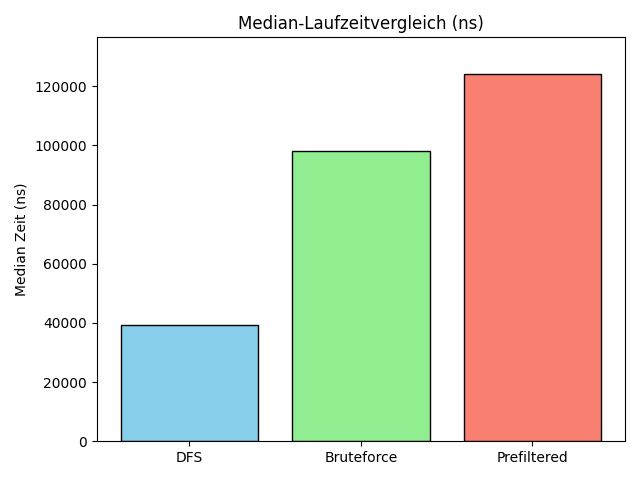 Median-Laufzeitvergleich (ns)
Median Zeit (ns)
120000
100000
80000
60000
40000
20000
0
DFS
Bruteforce
Prefiltered